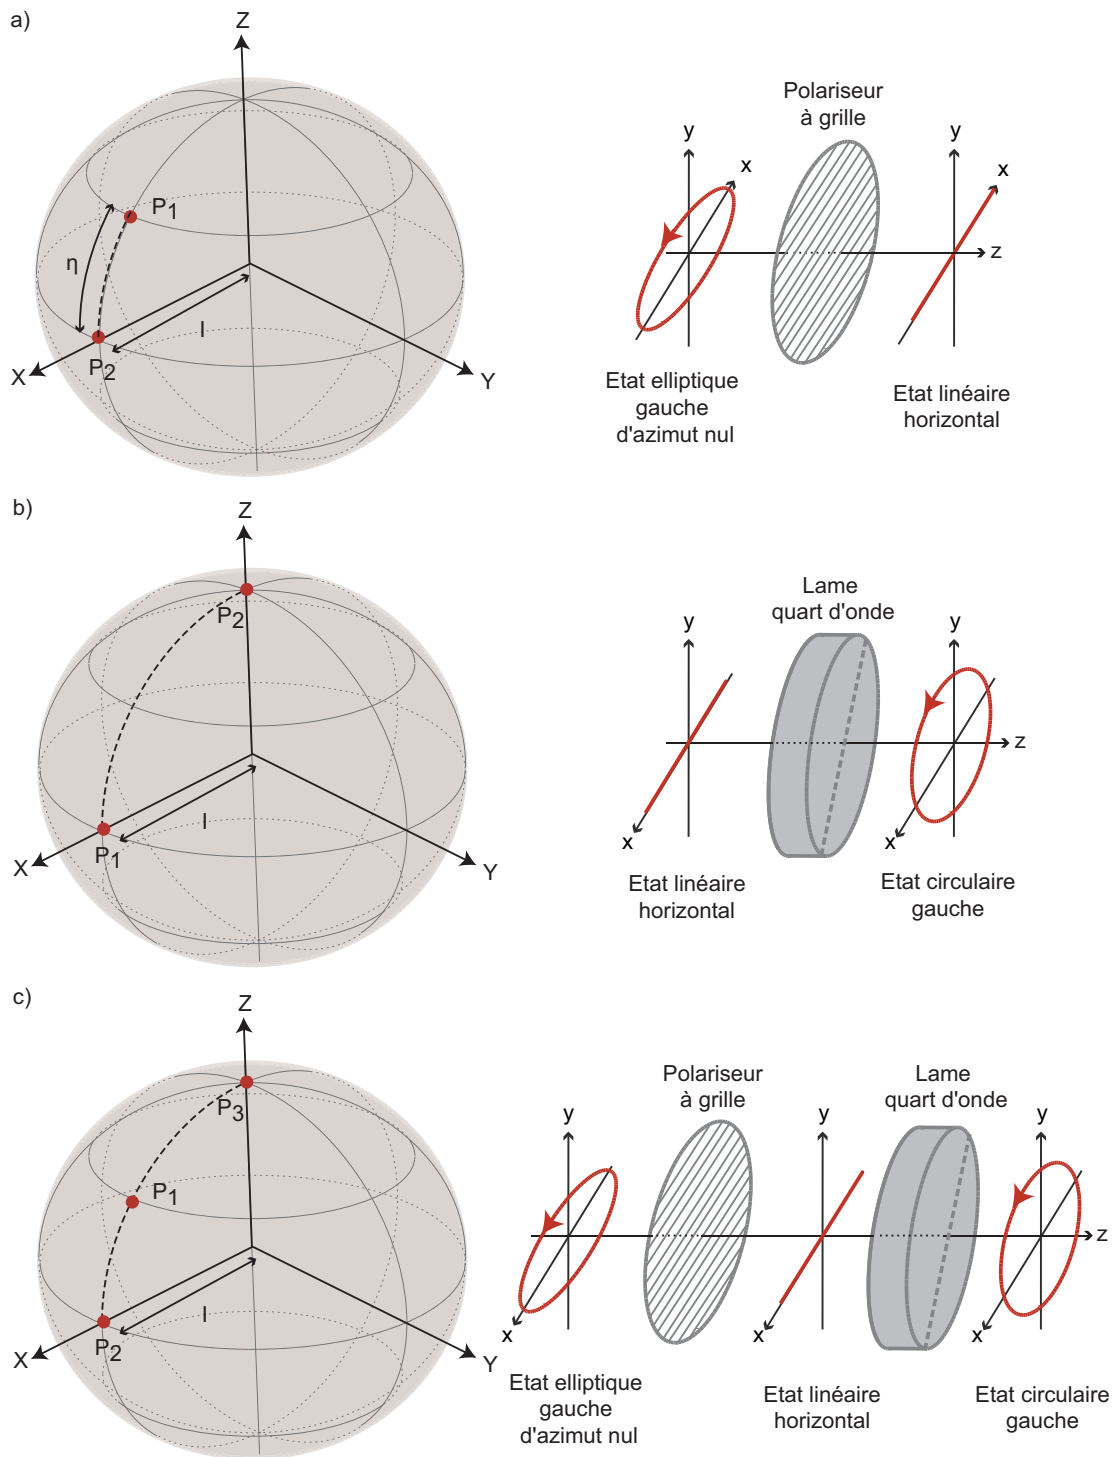 a)
Z
P1
η
I
P2
X
Y
Polariseur
à grille
y
x
y
x
z
Etat elliptique
gauche
d'azimut nul
Etat linéaire
horizontal
b)
Z
P2
I
P1
X
Y
Lame
quart d'onde
y
y
z
x
x
Etat linéaire
horizontal
Etat circulaire
gauche
c)
Z
P3
P1
I
P2
X
Y
Polariseur
à grille
Lame
quart d'onde
y
y
y
z
x
x
x
Etat elliptique
gauche
d'azimut nul
Etat linéaire
horizontal
Etat circulaire
gauche